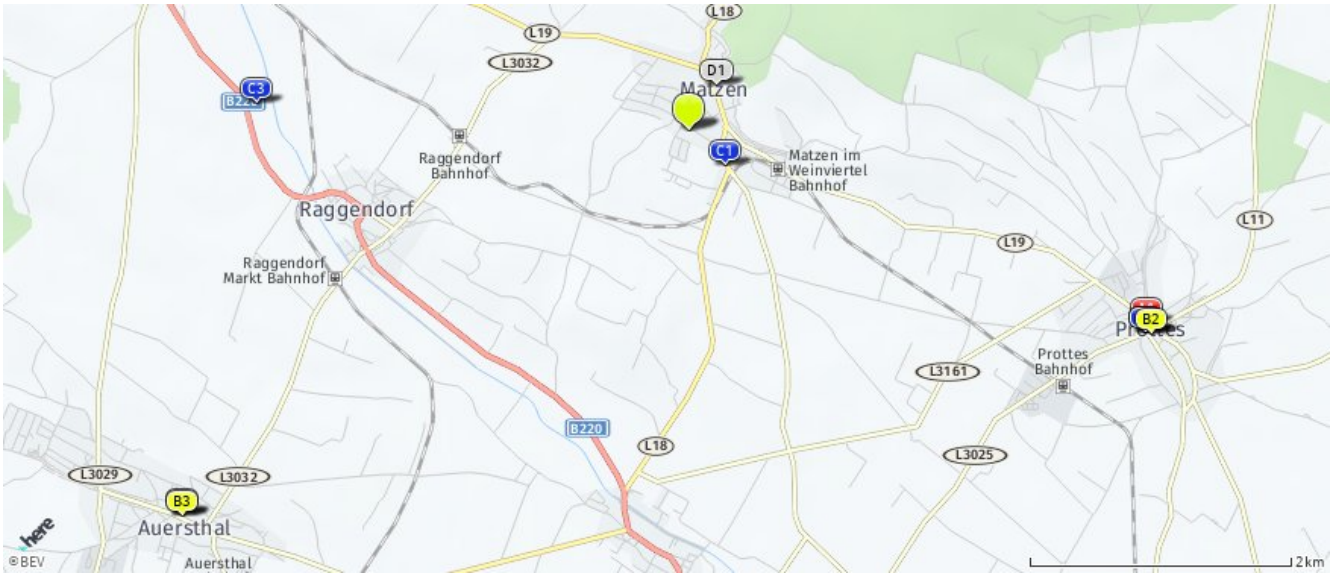 L18
L19
L3032
D1
Matzen
C3
B220
C1
Raggendorf
Bahnhof
Matzen im
Weinviertel
Bahnhof
Raggendorf
L11
L19
Raggendorf
Markt Bahnhof
B2
Prottes
Prottes
Bahnhof
L3161
B220
L18
L3025
L3029
L3032
B3
Auersthal
here
©BEV
Auersthal
2km